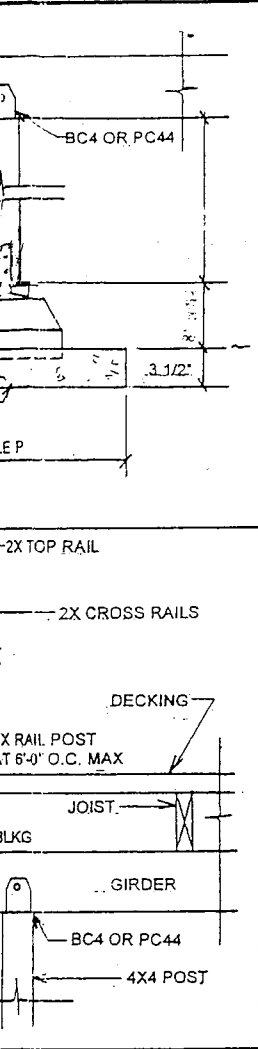 BC4 OR PC44
3 1/2"
LE P
2X TOP RAIL
2X CROSS RAILS
DECKING
X RAIL POST
AT 6'-0" O.C. MAX
JOIST
BLKG
GIRDER
BC4 OR PC44
4X4 POST